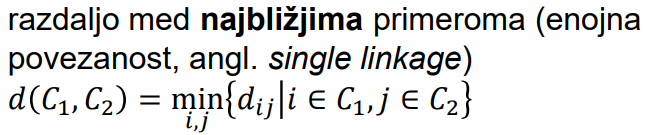 razdaljo med najbližjima primeroma (enojna
povezanost, angl. single linkage)
d(C₁, C₂) = min{dᵢⱼ|i ∈ C₁, j ∈ C₂}
i,j